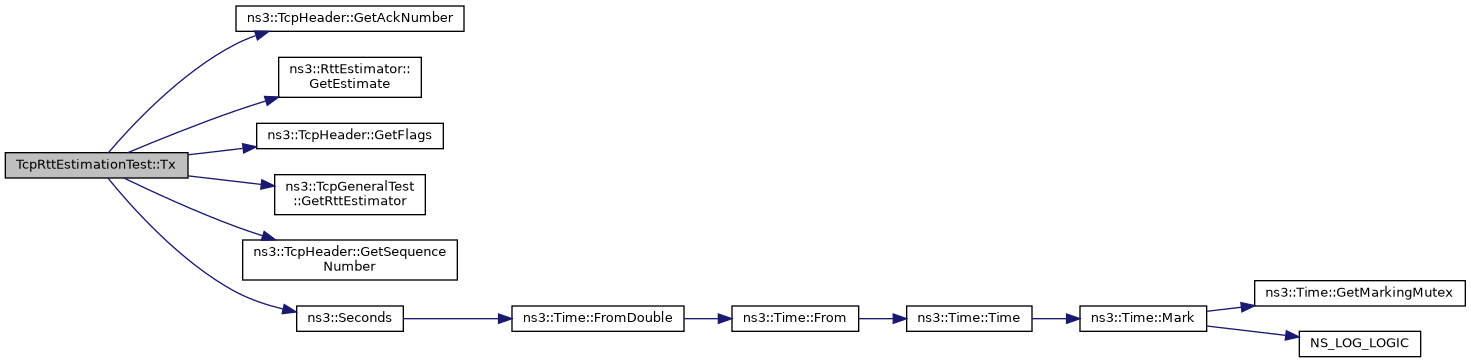 ns3::TcpHeader::GetAckNumber
ns3::RttEstimator::
GetEstimate
ns3::TcpHeader::GetFlags
TcpRttEstimationTest::Tx
ns3::TcpGeneralTest
::GetRttEstimator
ns3::TcpHeader::GetSequence
Number
ns3::Seconds
ns3::Time::FromDouble
ns3::Time::From
ns3::Time::Time
ns3::Time::Mark
ns3::Time::GetMarkingMutex
NS_LOG_LOGIC